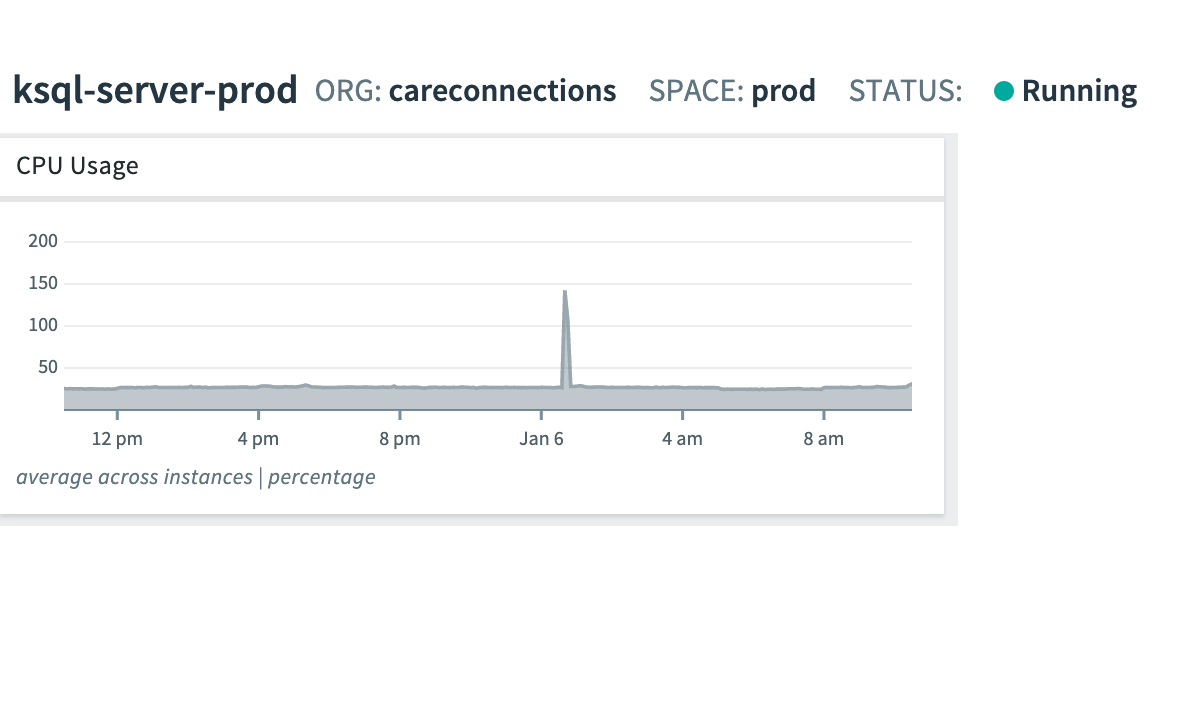 ksql-server-prod ORG: careconnections SPACE: prod STATUS: Running
CPU Usage
200
150
100
50
12 pm 4 pm 8 pm Jan 6 4 am 8 am
average across instances | percentage